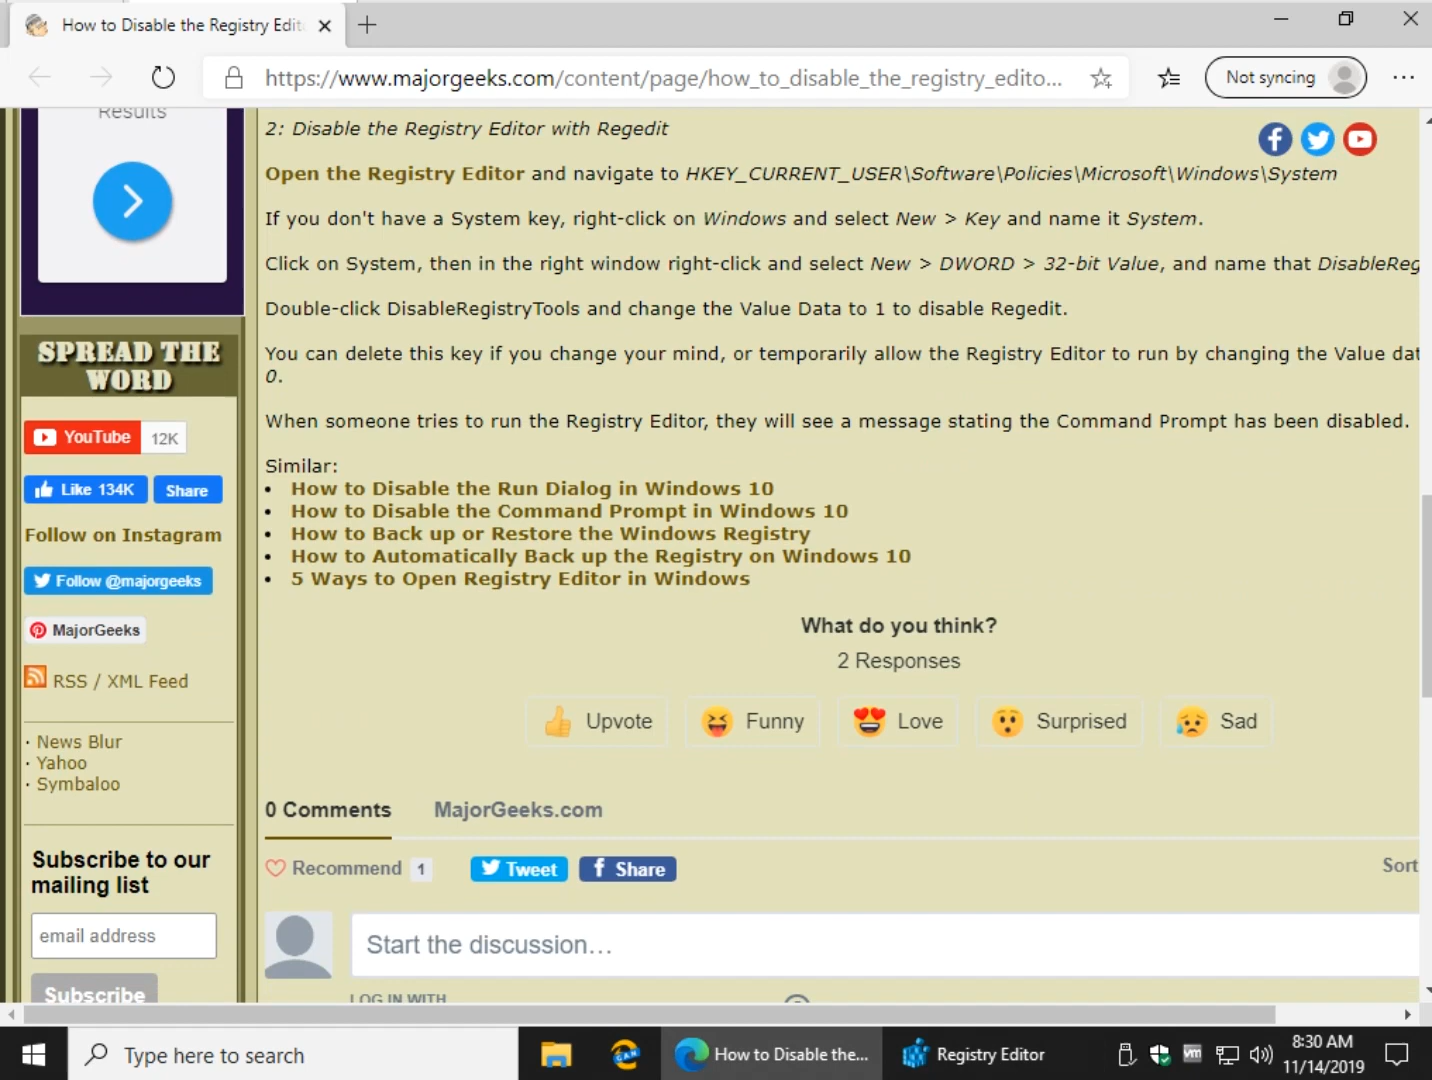 How to Disable the Registry Edit
https://www.majorgeeks.com/content/page/how_to_disable_the_registry_edito...
Not syncing
Results
SPREAD THE
WORD
YouTube 12K
Like 134K Share
Follow on Instagram
Follow @majorgeeks
MajorGeeks
RSS / XML Feed
· News Blur
· Yahoo
· Symbaloo
Subscribe to our
mailing list
email address
Subscribe
2: Disable the Registry Editor with Regedit
Open the Registry Editor and navigate to HKEY_CURRENT_USER\Software\Policies\Microsoft\Windows\System
If you don't have a System key, right-click on Windows and select New > Key and name it System.
Click on System, then in the right window right-click and select New > DWORD > 32-bit Value, and name that DisableReg
Double-click DisableRegistryTools and change the Value Data to 1 to disable Regedit.
You can delete this key if you change your mind, or temporarily allow the Registry Editor to run by changing the Value dat
0.
When someone tries to run the Registry Editor, they will see a message stating the Command Prompt has been disabled.
Similar:
• How to Disable the Run Dialog in Windows 10
• How to Disable the Command Prompt in Windows 10
• How to Back up or Restore the Windows Registry
• How to Automatically Back up the Registry on Windows 10
• 5 Ways to Open Registry Editor in Windows
What do you think?
2 Responses
Upvote Funny Love Surprised Sad
0 Comments MajorGeeks.com
Recommend 1 Tweet f Share Sort
Start the discussion…
LOG IN WITH
Type here to search
How to Disable the...
Registry Editor
vm
8:30 AM
11/14/2019